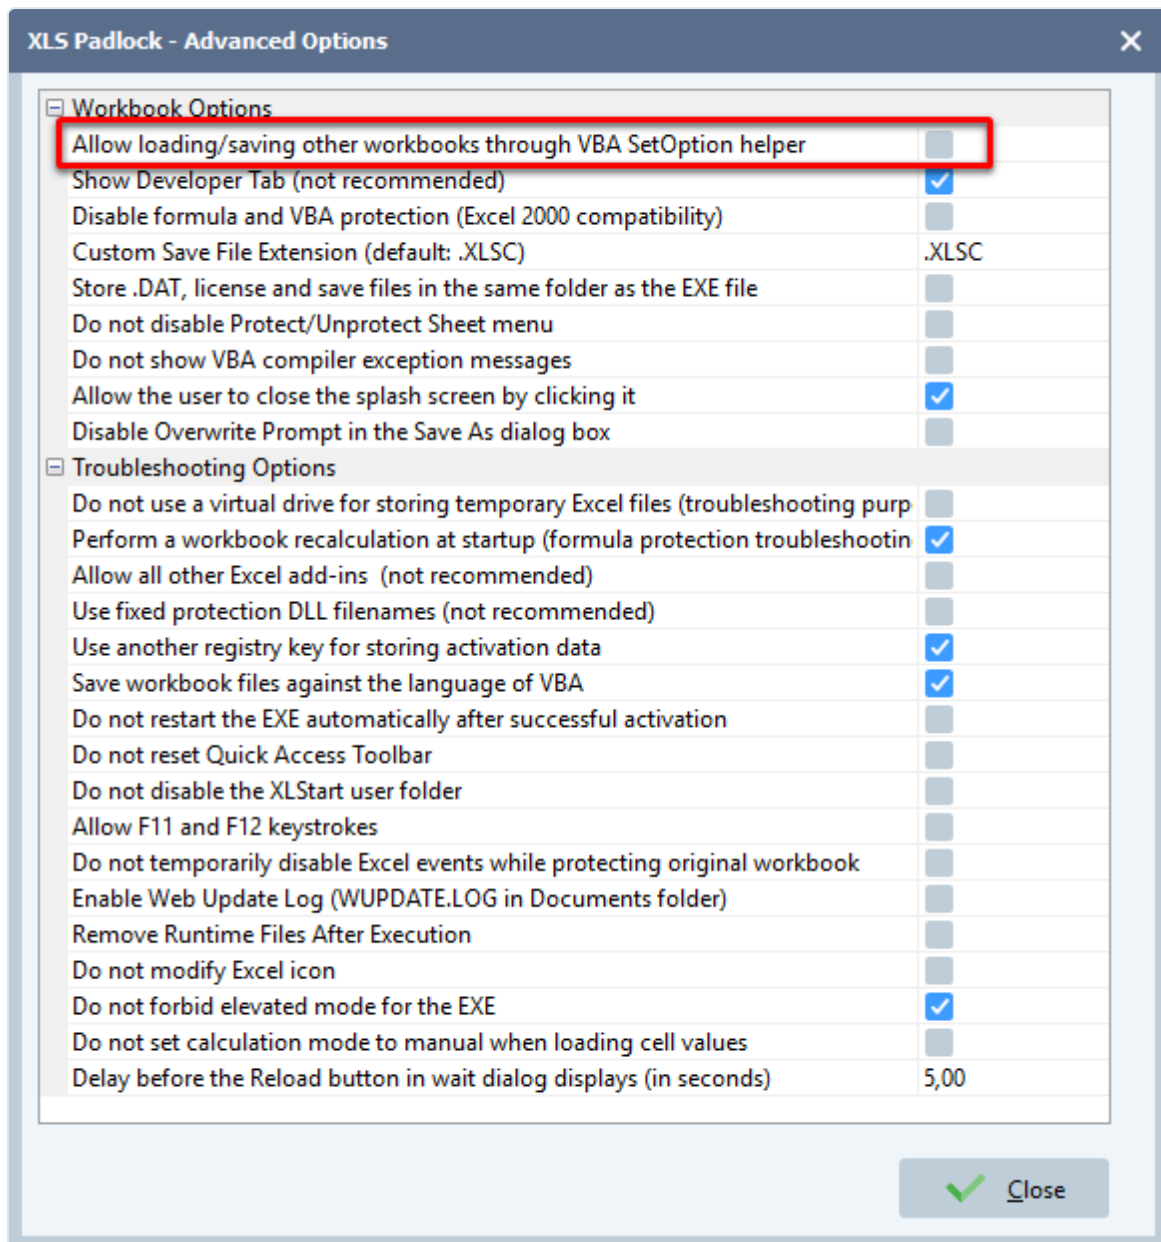 XLS Padlock - Advanced Options
Workbook Options
Allow loading/saving other workbooks through VBA SetOption helper
Show Developer Tab (not recommended)
Disable formula and VBA protection (Excel 2000 compatibility)
Custom Save File Extension (default: .XLSC) .XLSC
Store .DAT, license and save files in the same folder as the EXE file
Do not disable Protect/Unprotect Sheet menu
Do not show VBA compiler exception messages
Allow the user to close the splash screen by clicking it
Disable Overwrite Prompt in the Save As dialog box
Troubleshooting Options
Do not use a virtual drive for storing temporary Excel files (troubleshooting purp
Perform a workbook recalculation at startup (formula protection troubleshootin
Allow all other Excel add-ins (not recommended)
Use fixed protection DLL filenames (not recommended)
Use another registry key for storing activation data
Save workbook files against the language of VBA
Do not restart the EXE automatically after successful activation
Do not reset Quick Access Toolbar
Do not disable the XLStart user folder
Allow F11 and F12 keystrokes
Do not temporarily disable Excel events while protecting original workbook
Enable Web Update Log (WUPDATE.LOG in Documents folder)
Remove Runtime Files After Execution
Do not modify Excel icon
Do not forbid elevated mode for the EXE
Do not set calculation mode to manual when loading cell values
Delay before the Reload button in wait dialog displays (in seconds) 5,00
Close